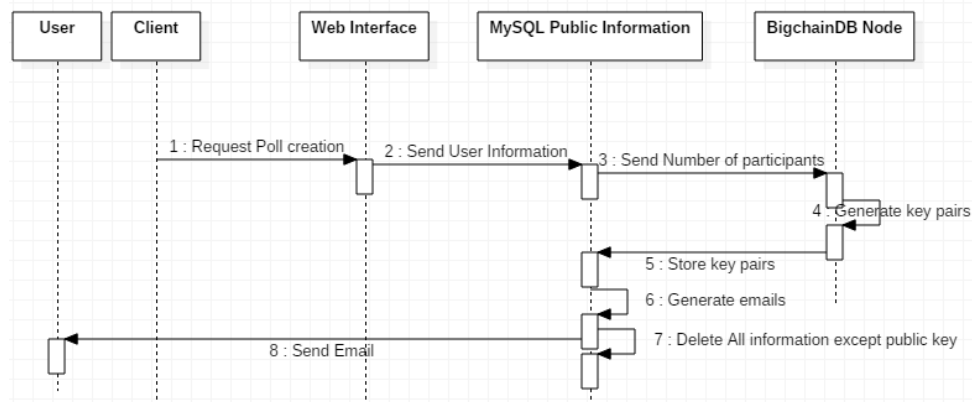 User
Client
Web Interface
MySQL Public Information
BigchainDB Node
1 : Request Poll creation
2 : Send User Information
3 : Send Number of participants
4 : Generate key pairs
5 : Store key pairs
6 : Generate emails
7 : Delete All information except public key
8 : Send Email